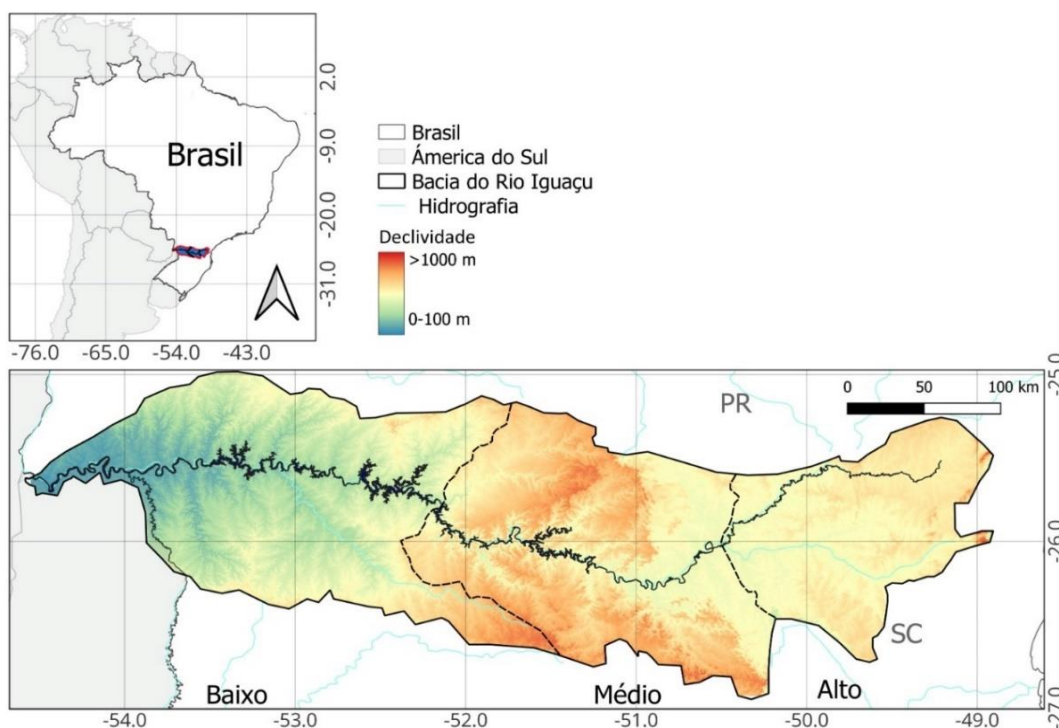 Brasil
2.0
-9.0
-20.0
-31.0
-76.0 -65.0 -54.0 -43.0
Brasil
Ámerica do Sul
Bacia do Rio Iguaçu
Hidrografia
Declividade
>1000 m
0-100 m
0 50 100 km
PR
SC
Baixo Médio Alto
-25.0
-26.0
-27.0
-54.0 -53.0 -52.0 -51.0 -50.0 -49.0